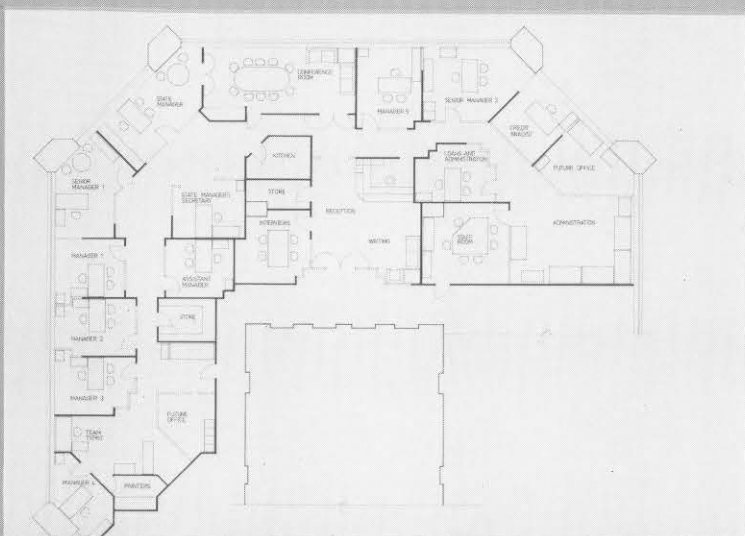 CONFERENCE
ROOM
STATE
MANAGER
MANAGER 5
SENIOR MANAGER 2
CREDIT
ANALYST
KITCHEN
LOANS AND
ADMINISTRATION
FUTURE OFFICE
SENIOR
MANAGER 1
STATE MANAGER'S
SECRETARY
STORE
RECEPTION
INTERVIEWS
ADMINISTRATION
WAITING
ROOM
MANAGER 1
ASSISTANT
MANAGER
STORE
MANAGER 2
MANAGER 3
FUTURE
OFFICE
TEAM
MANAGER 4
PRINTERS